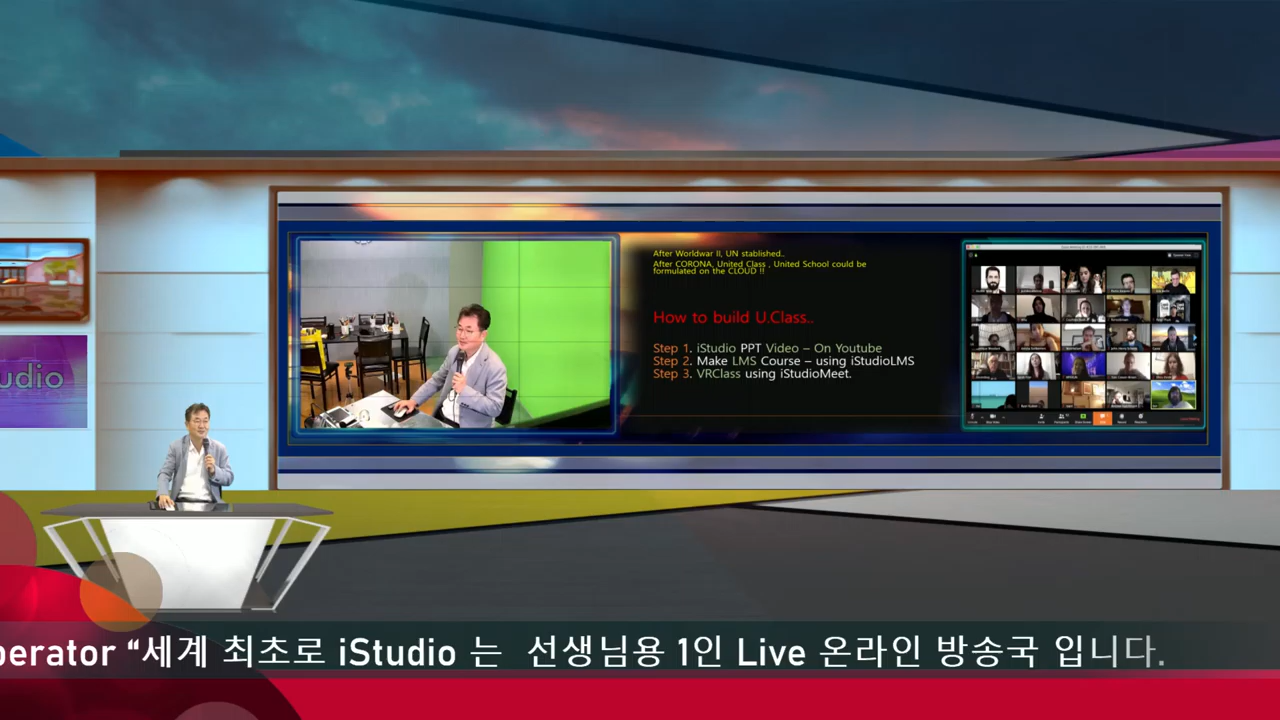 After Worldwar II, UN stablished..
After CORONA, United Class , United School could be
formulated on the CLOUD !!
How to build U.Class..
Step 1. iStudio PPT Video – On Youtube
Step 2. Make LMS Course – using iStudioLMS
Step 3. VRClass using iStudioMeet.
udio
perator “세계 최초로 iStudio 는 선생님용 1인 Live 온라인 방송국 입니다.